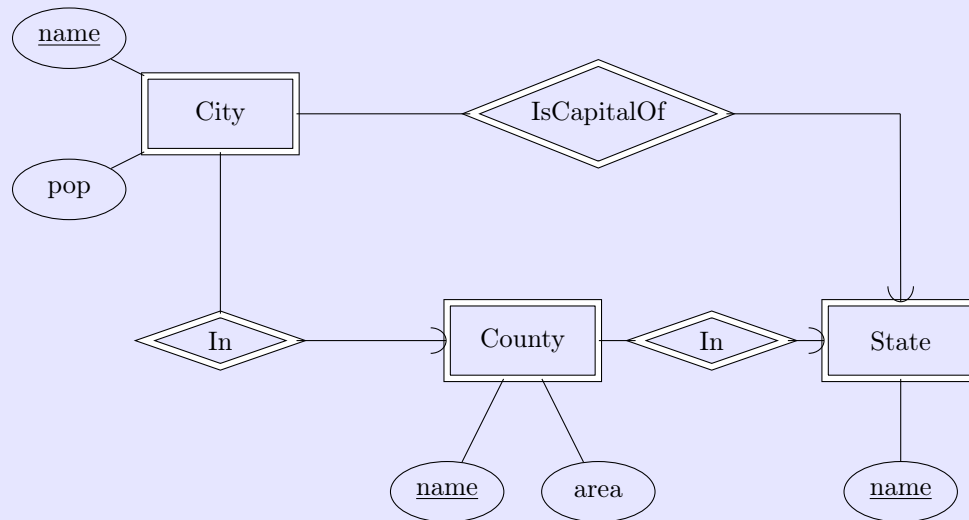 name
City
IsCapitalOf
pop
In
County
In
State
name
area
name